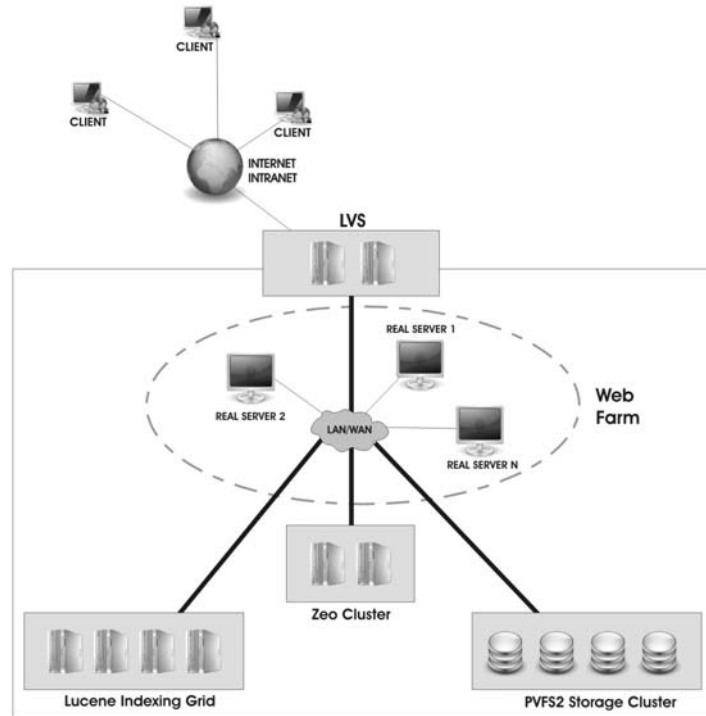 CLIENT
CLIENT
CLIENT
INTERNET
INTRANET
LVS
REAL SERVER 1
REAL SERVER 2
Web
Farm
LAN/WAN
REAL SERVER N
Zeo Cluster
Lucene Indexing Grid
PVFS2 Storage Cluster